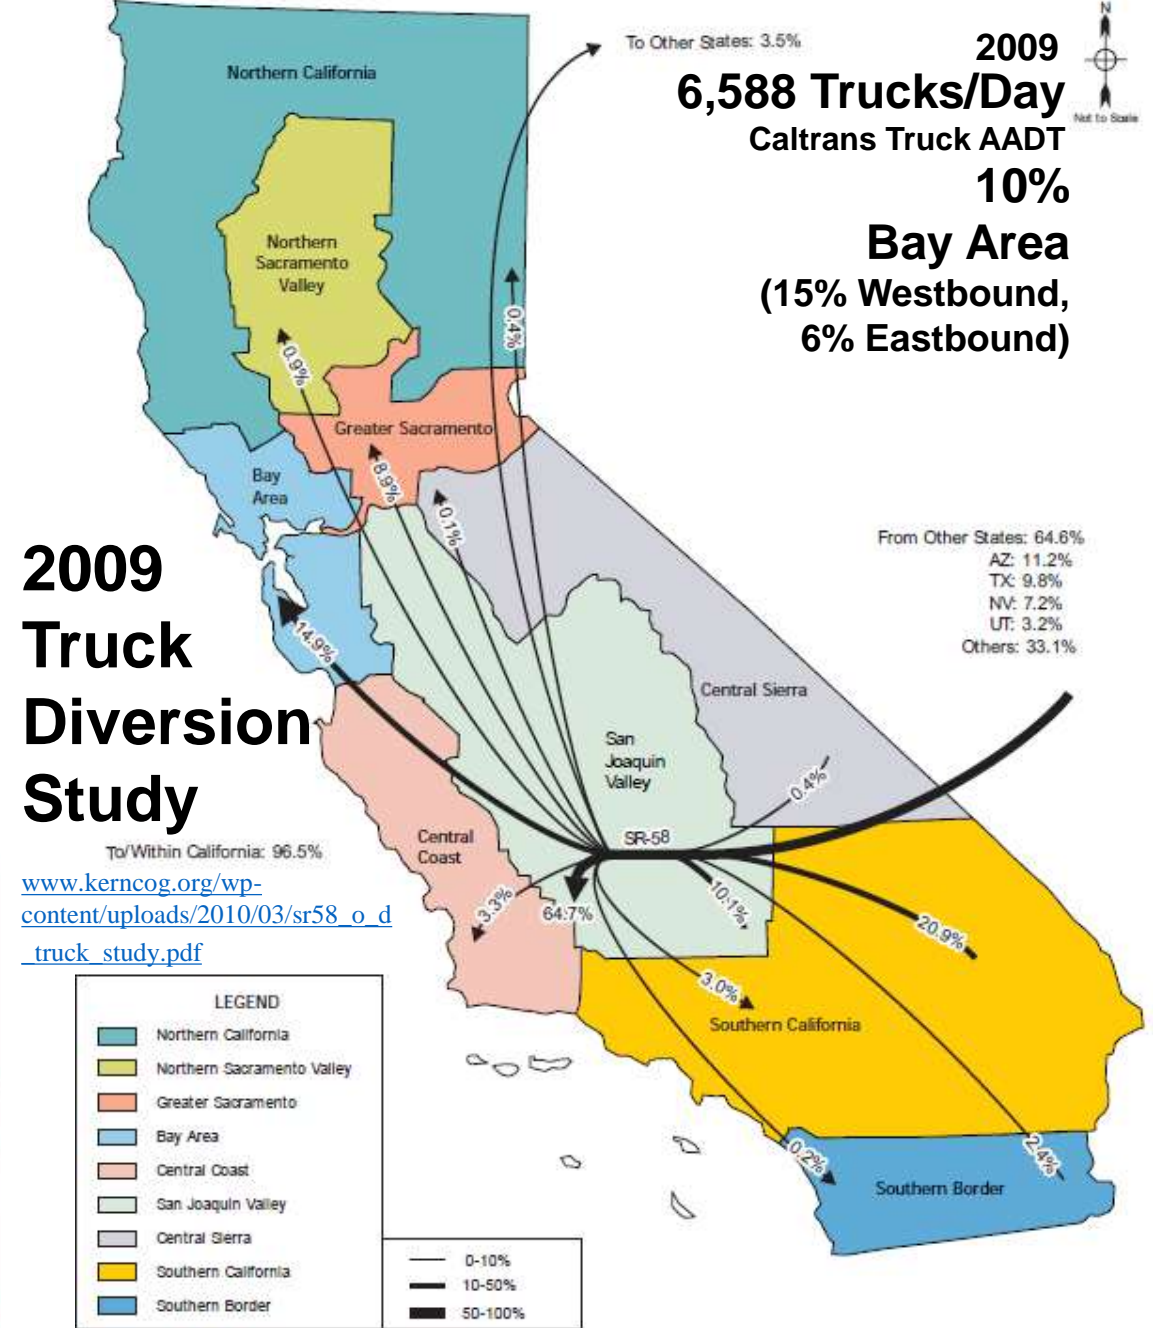 N
Not to Scale
To Other States: 3.5%
2009
6,588 Trucks/Day
Caltrans Truck AADT
10%
Bay Area
(15% Westbound,
6% Eastbound)
Northern California
Northern
Sacramento
Valley
0.4%
0.9%
Greater Sacramento
Bay
Area
8.9%
0.1%
From Other States: 64.6%
AZ: 11.2%
TX: 9.8%
NV: 7.2%
UT: 3.2%
Others: 33.1%
2009
Truck
Diversion
Study
14.9%
Central Sierra
San
Joaquin
Valley
0.4%
SR-58
Central
Coast
To/Within California: 96.5%
www.kerncog.org/wp-
content/uploads/2010/03/sr58_o_d
_truck_study.pdf
3.3%
64.7%
10.1%
20.9%
3.0%
Southern California
0.2%
2.4%
Southern Border
LEGEND
Northern California
Northern Sacramento Valley
Greater Sacramento
Bay Area
Central Coast
San Joaquin Valley
Central Sierra
Southern California
Southern Border
0-10%
10-50%
50-100%